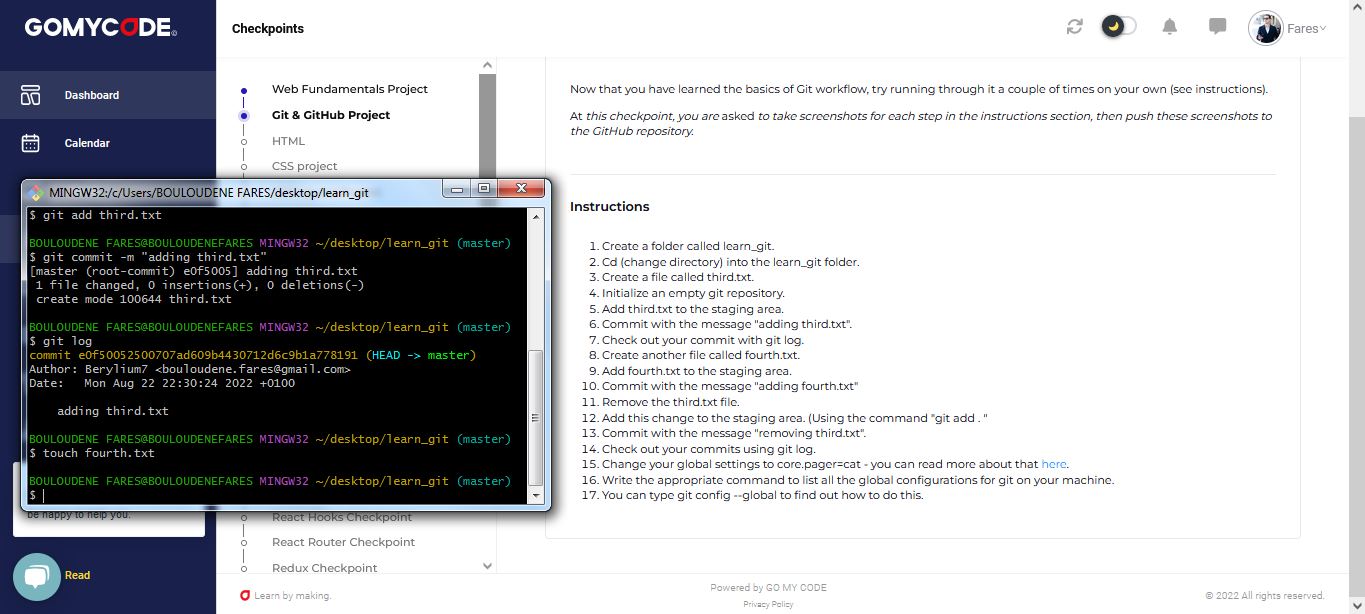 GOMYCODE
Checkpoints
Fares
Dashboard
Calendar
Web Fundamentals Project
Git & GitHub Project
HTML
CSS project
Now that you have learned the basics of Git workflow, try running through it a couple of times on your own (see instructions).
At this checkpoint, you are asked to take screenshots for each step in the instructions section, then push these screenshots to
the GitHub repository.
MINGW32:/c/Users/BOULOUDENE FARES/desktop/learn_git
$ git add third.txt
BOULOUDENE FARES@BOULOUDENEFARES MINGW32 ~/desktop/learn_git (master)
$ git commit -m "adding third.txt"
[master (root-commit) e0f5005] adding third.txt
1 file changed, 0 insertions(+), 0 deletions(-)
create mode 100644 third.txt
BOULOUDENE FARES@BOULOUDENEFARES MINGW32 ~/desktop/learn_git (master)
$ git log
commit e0f50052500707ad609b4430712d6c9b1a778191 (HEAD -> master)
Author: Berylium7 <bouloudene.fares@gmail.com>
Date:   Mon Aug 22 22:30:24 2022 +0100
adding third.txt
BOULOUDENE FARES@BOULOUDENEFARES MINGW32 ~/desktop/learn_git (master)
$ touch fourth.txt
BOULOUDENE FARES@BOULOUDENEFARES MINGW32 ~/desktop/learn_git (master)
$
Instructions
1. Create a folder called learn_git.
2. Cd (change directory) into the learn_git folder.
3. Create a file called third.txt.
4. Initialize an empty git repository.
5. Add third.txt to the staging area.
6. Commit with the message "adding third.txt".
7. Check out your commit with git log.
8. Create another file called fourth.txt.
9. Add fourth.txt to the staging area.
10. Commit with the message "adding fourth.txt"
11. Remove the third.txt file.
12. Add this change to the staging area. (Using the command "git add . "
13. Commit with the message "removing third.txt".
14. Check out your commits using git log.
15. Change your global settings to core.pager=cat - you can read more about that here.
16. Write the appropriate command to list all the global configurations for git on your machine.
17. You can type git config --global to find out how to do this.
be happy to help you.
React Hooks Checkpoint
React Router Checkpoint
Redux Checkpoint
Read
Learn by making.
Powered by GO MY CODE
Privacy Policy
© 2022 All rights reserved.